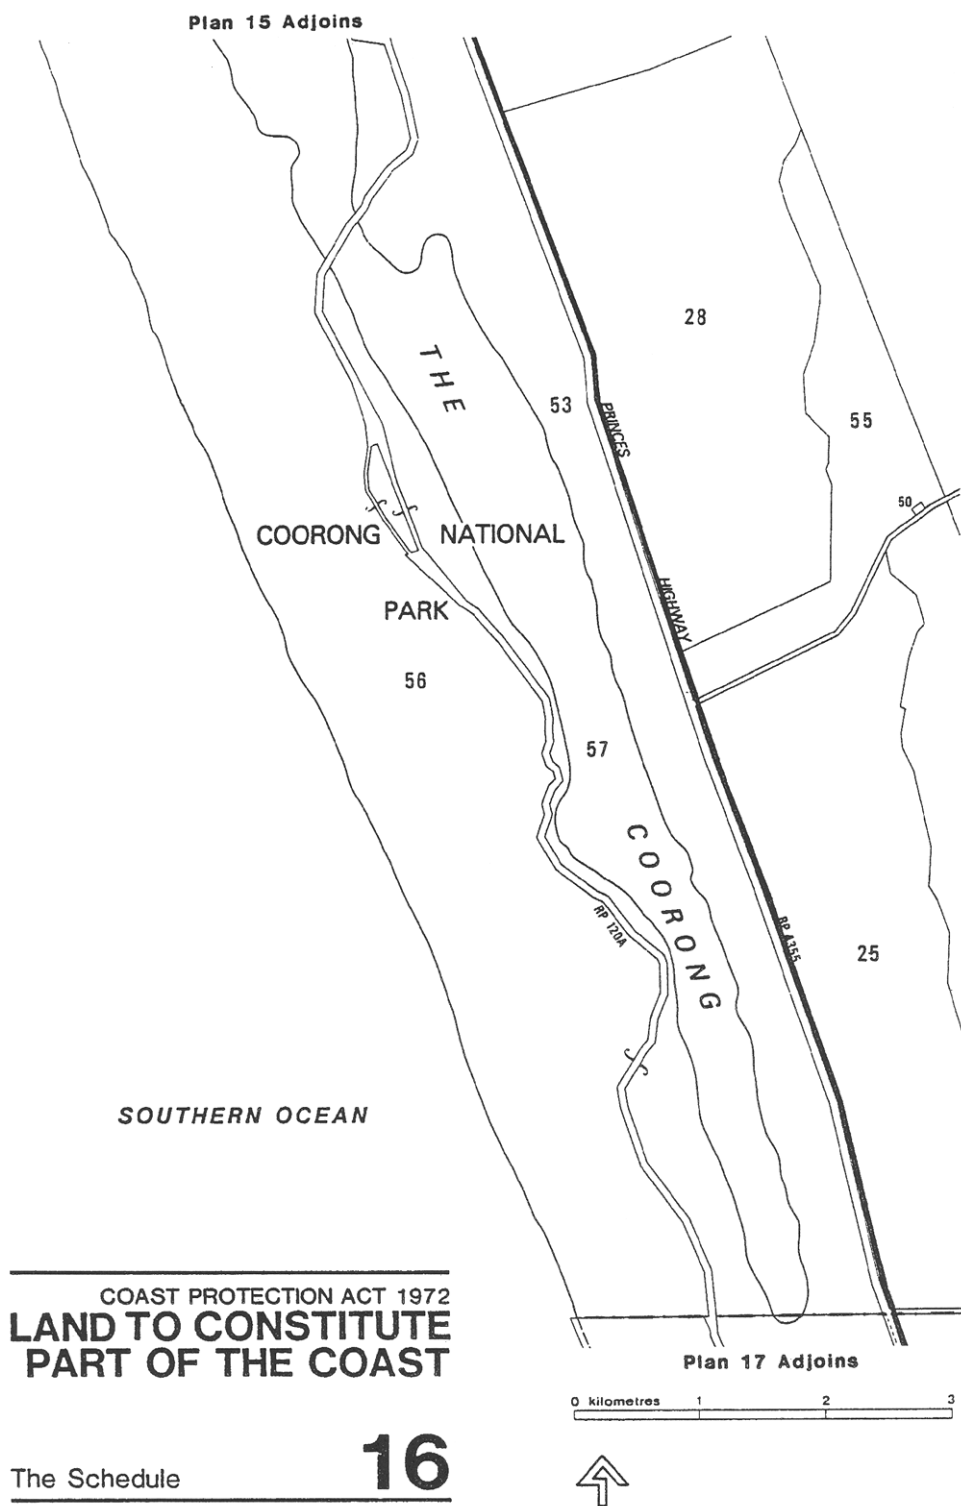 Plan 15 Adjoins
28
THE
53
PRINCES
55
50
COORONG NATIONAL
PARK
HIGHWAY
56
57
COORONG
RP 120A
RP A355
25
SOUTHERN OCEAN
COAST PROTECTION ACT 1972
LAND TO CONSTITUTE
PART OF THE COAST
Plan 17 Adjoins
0 kilometres 1 2 3
The Schedule 16